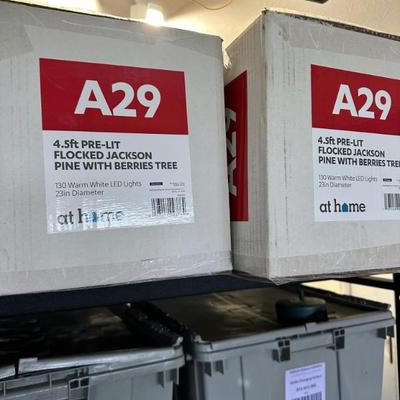 A29
4.5ft PRE-LIT
FLOCKED JACKSON
PINE WITH BERRIES TREE
130 Warm White LED Lights
23in Diameter
at home
A29
A29
4.5ft PRE-LIT
FLOCKED JACKSON
PINE WITH BERRIES TREE
130 Warm White LED Lights
23in Diameter
at home